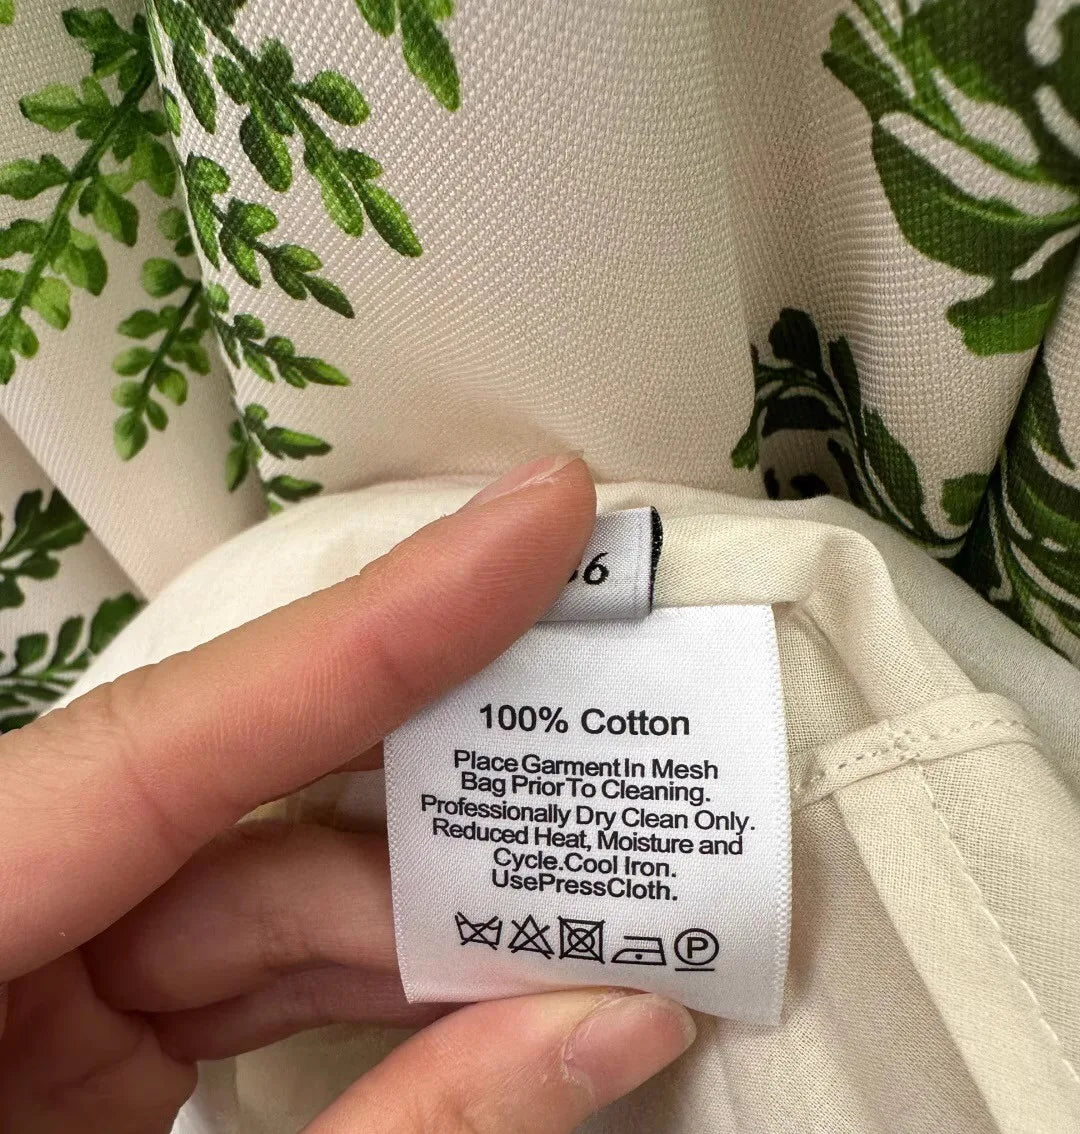 6
100% Cotton
Place Garment In Mesh
Bag Prior To Cleaning.
Professionally Dry Clean Only.
Reduced Heat, Moisture and
Cycle.Cool Iron.
UsePressCloth.
P